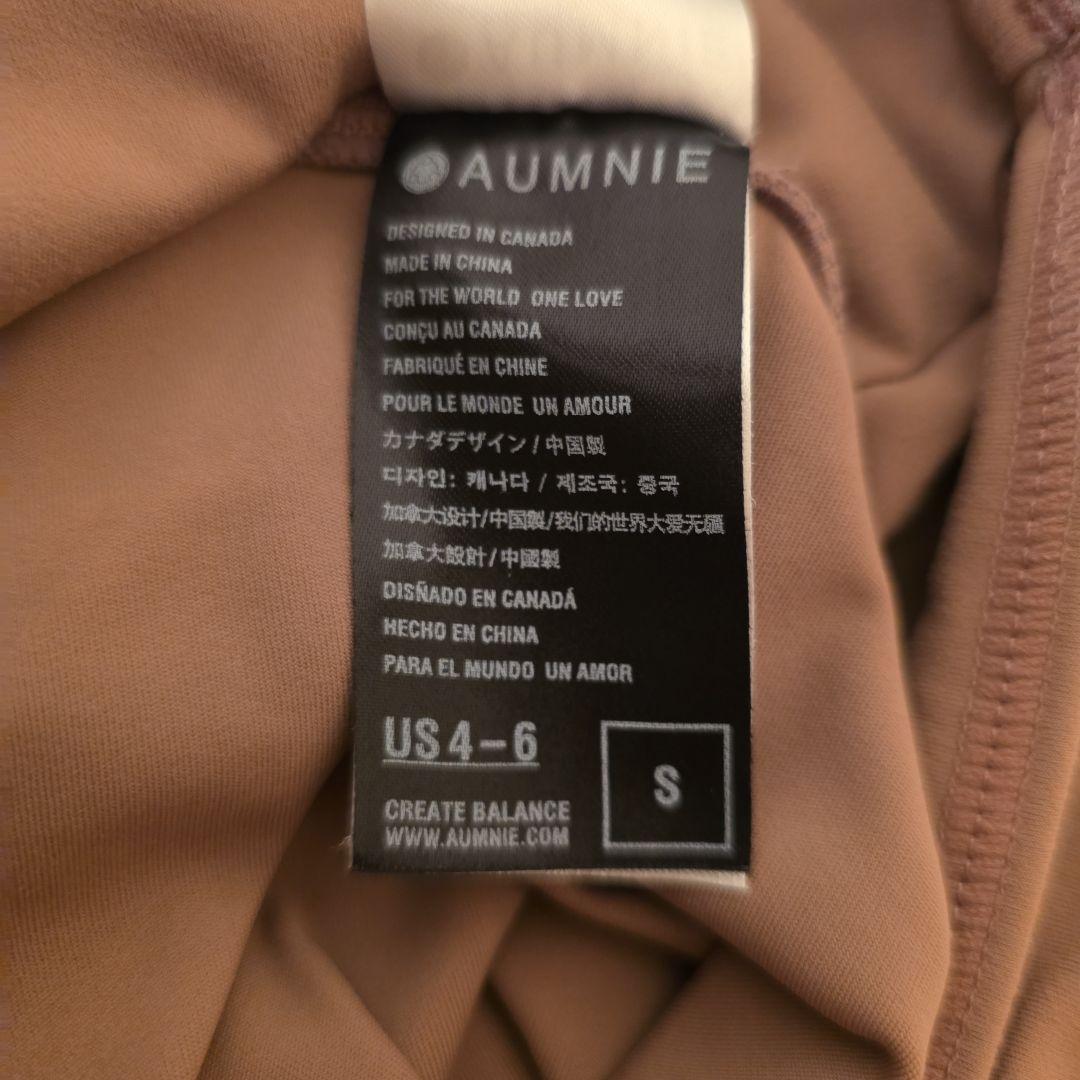 AUMNIE
DESIGNED IN CANADA
MADE IN CHINA
FOR THE WORLD ONE LOVE
CONÇU AU CANADA
FABRIQUÉ EN CHINE
POUR LE MONDE UN AMOUR
カナダデザイン/中国製
디자인: 캐나다 / 제조국: 중국
加拿大设计/中国製/我们的世界大爱无疆
加拿大設計/中國製
DISÑADO EN CANADÁ
HECHO EN CHINA
PARA EL MUNDO UN AMOR
US 4-6
S
CREATE BALANCE
WWW.AUMNIE.COM